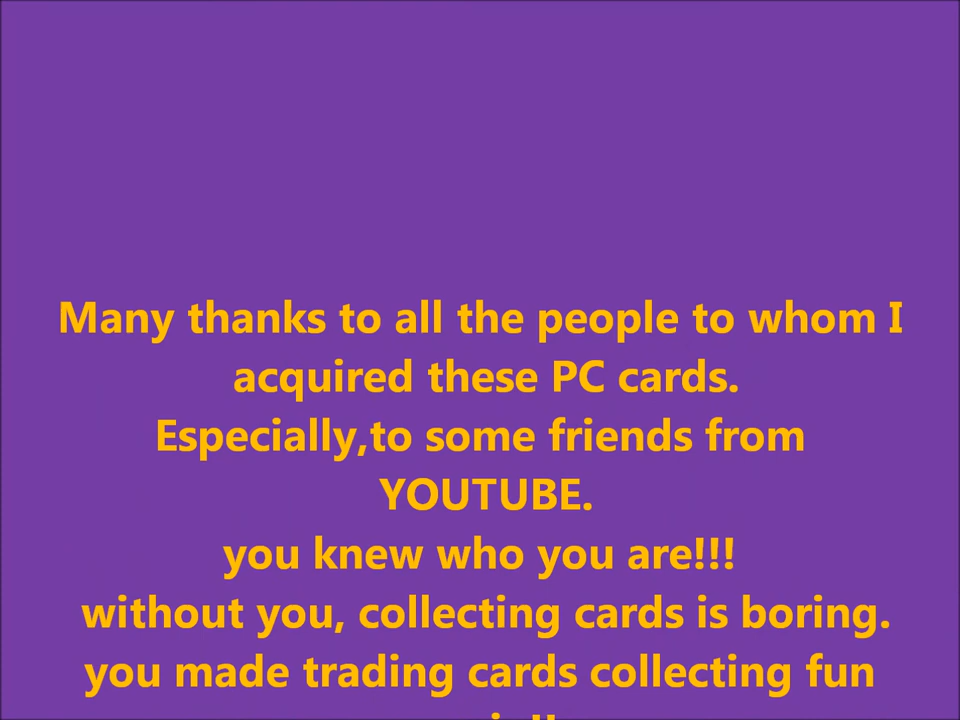 Many thanks to all the people to whom I
acquired these PC cards.
Especially,to some friends from
YOUTUBE.
you knew who you are!!!
without you, collecting cards is boring.
you made trading cards collecting fun